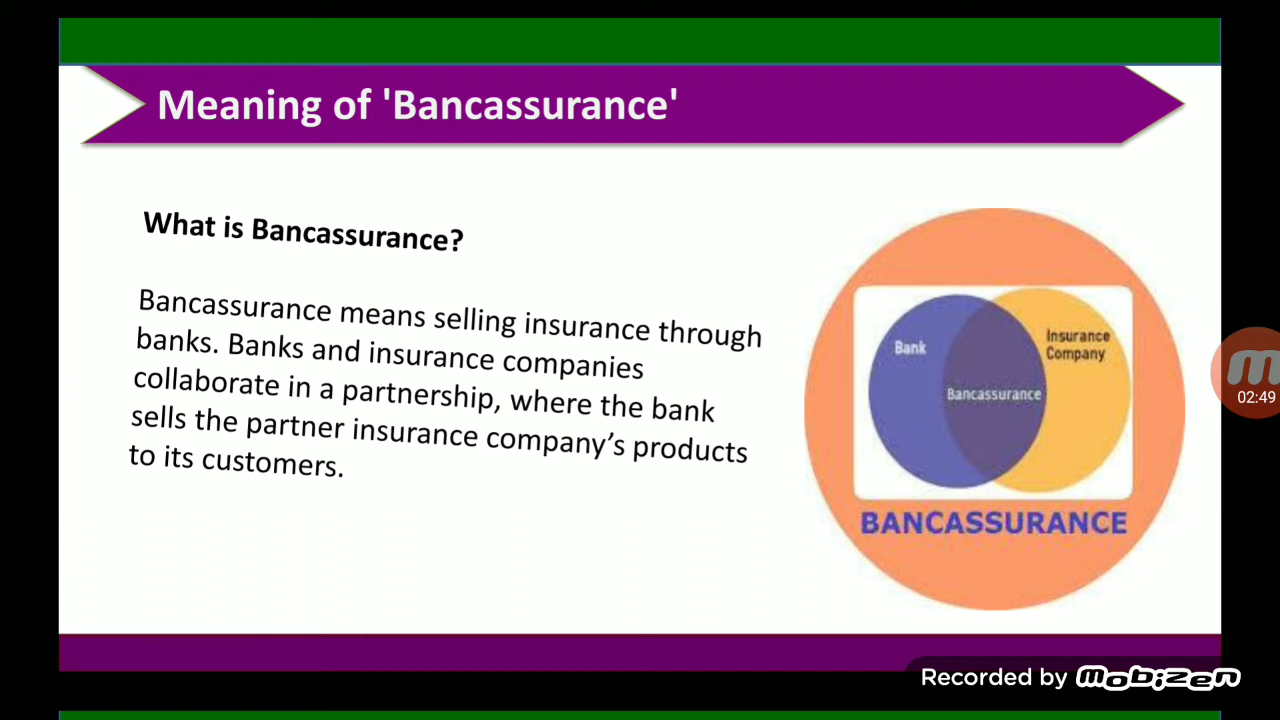 Meaning of 'Bancassurance'
What is Bancassurance?
Bancassurance means selling insurance through
banks. Banks and insurance companies
collaborate in a partnership, where the bank
sells the partner insurance company’s products
to its customers.
Bank
Insurance
Company
Bancassurance
BANCASSURANCE
02:49
Recorded by mobizen